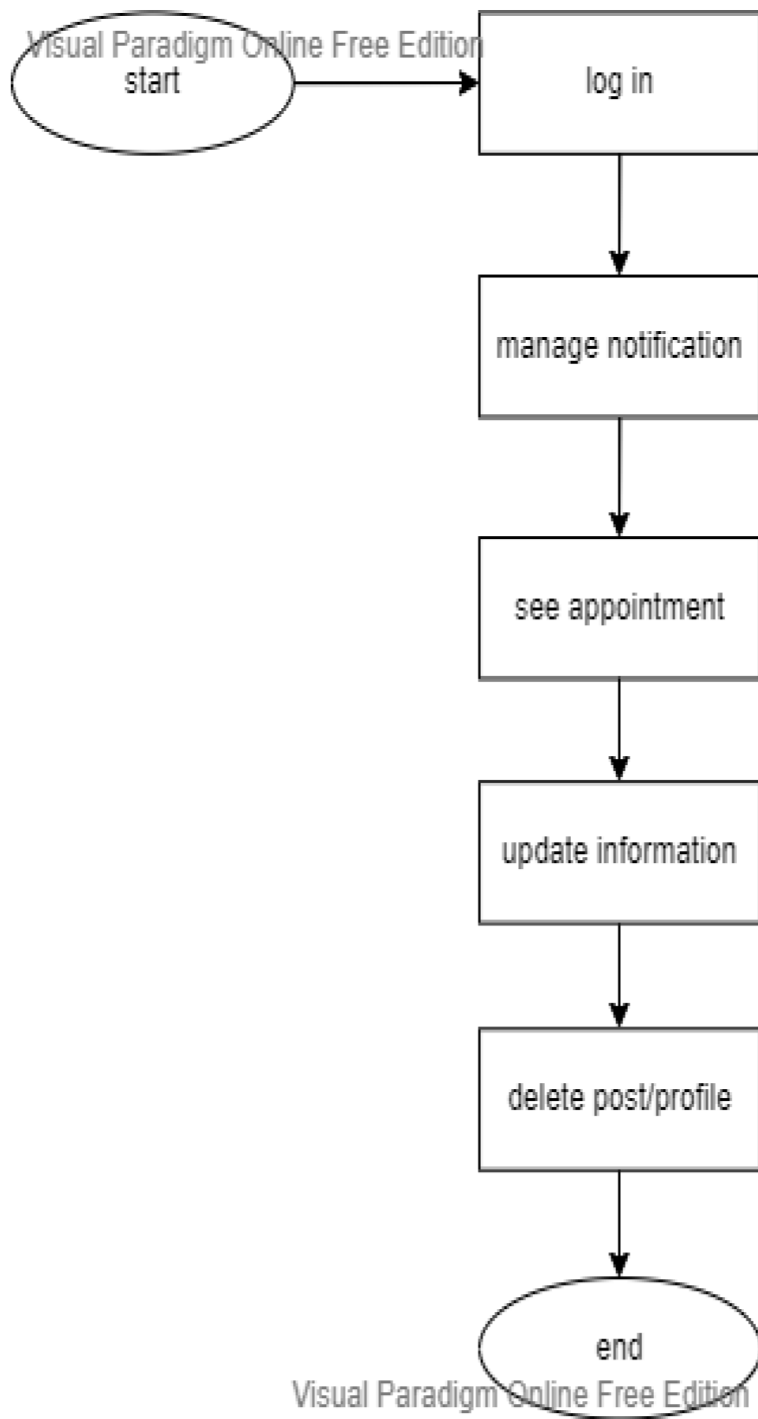 Visual Paradigm Online Free Edition
start
log in
manage notification
see appointment
update information
delete post/profile
end
Visual Paradigm Online Free Edition